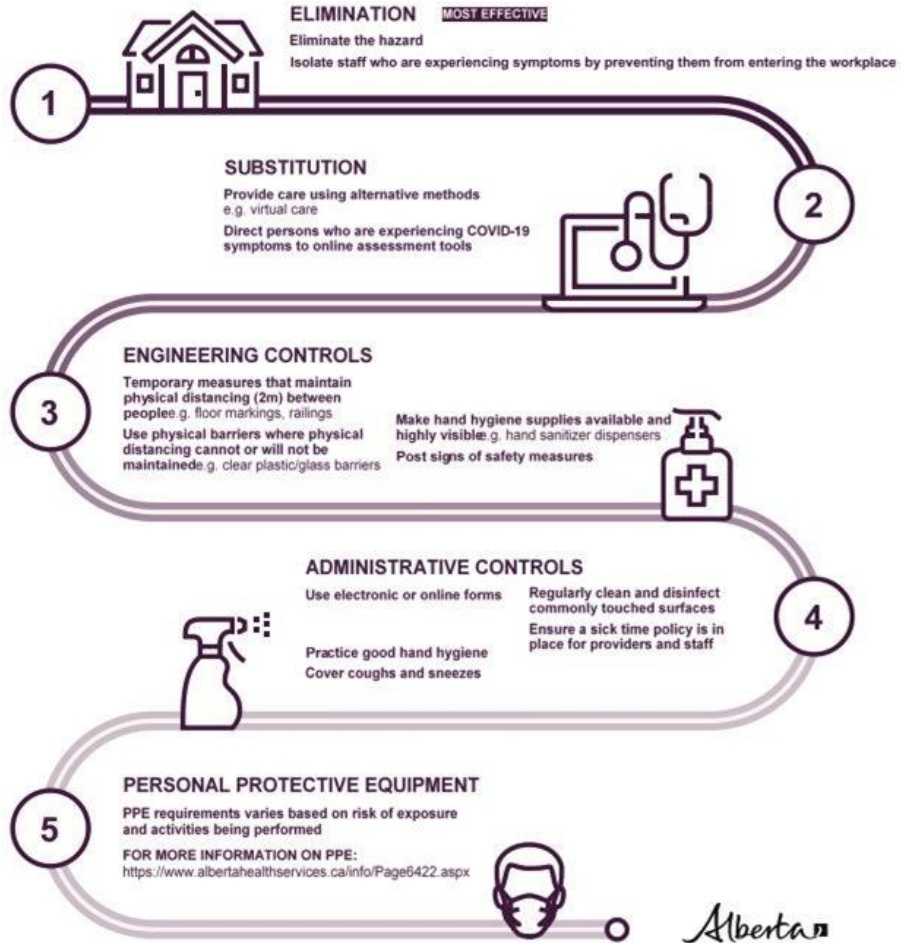 ELIMINATION MOST EFFECTIVE
Eliminate the hazard
Isolate staff who are experiencing symptoms by preventing them from entering the workplace
1
SUBSTITUTION
Provide care using alternative methods
e.g. virtual care
Direct persons who are experiencing COVID-19
symptoms to online assessment tools
2
ENGINEERING CONTROLS
3
Temporary measures that maintain
physical distancing (2m) between
peoplee.g. floor markings, railings
Use physical barriers where physical
distancing cannot or will not be
maintainede.g. clear plastic/glass barriers
Make hand hygiene supplies available and
highly visiblee.g. hand sanitizer dispensers
Post signs of safety measures
ADMINISTRATIVE CONTROLS
Use electronic or online forms
Practice good hand hygiene
Cover coughs and sneezes
Regularly clean and disinfect
commonly touched surfaces
Ensure a sick time policy is in
place for providers and staff
4
PERSONAL PROTECTIVE EQUIPMENT
5
PPE requirements varies based on risk of exposure
and activities being performed
FOR MORE INFORMATION ON PPE:
https://www.albertahealthservices.ca/info/Page6422.aspx
Alberta